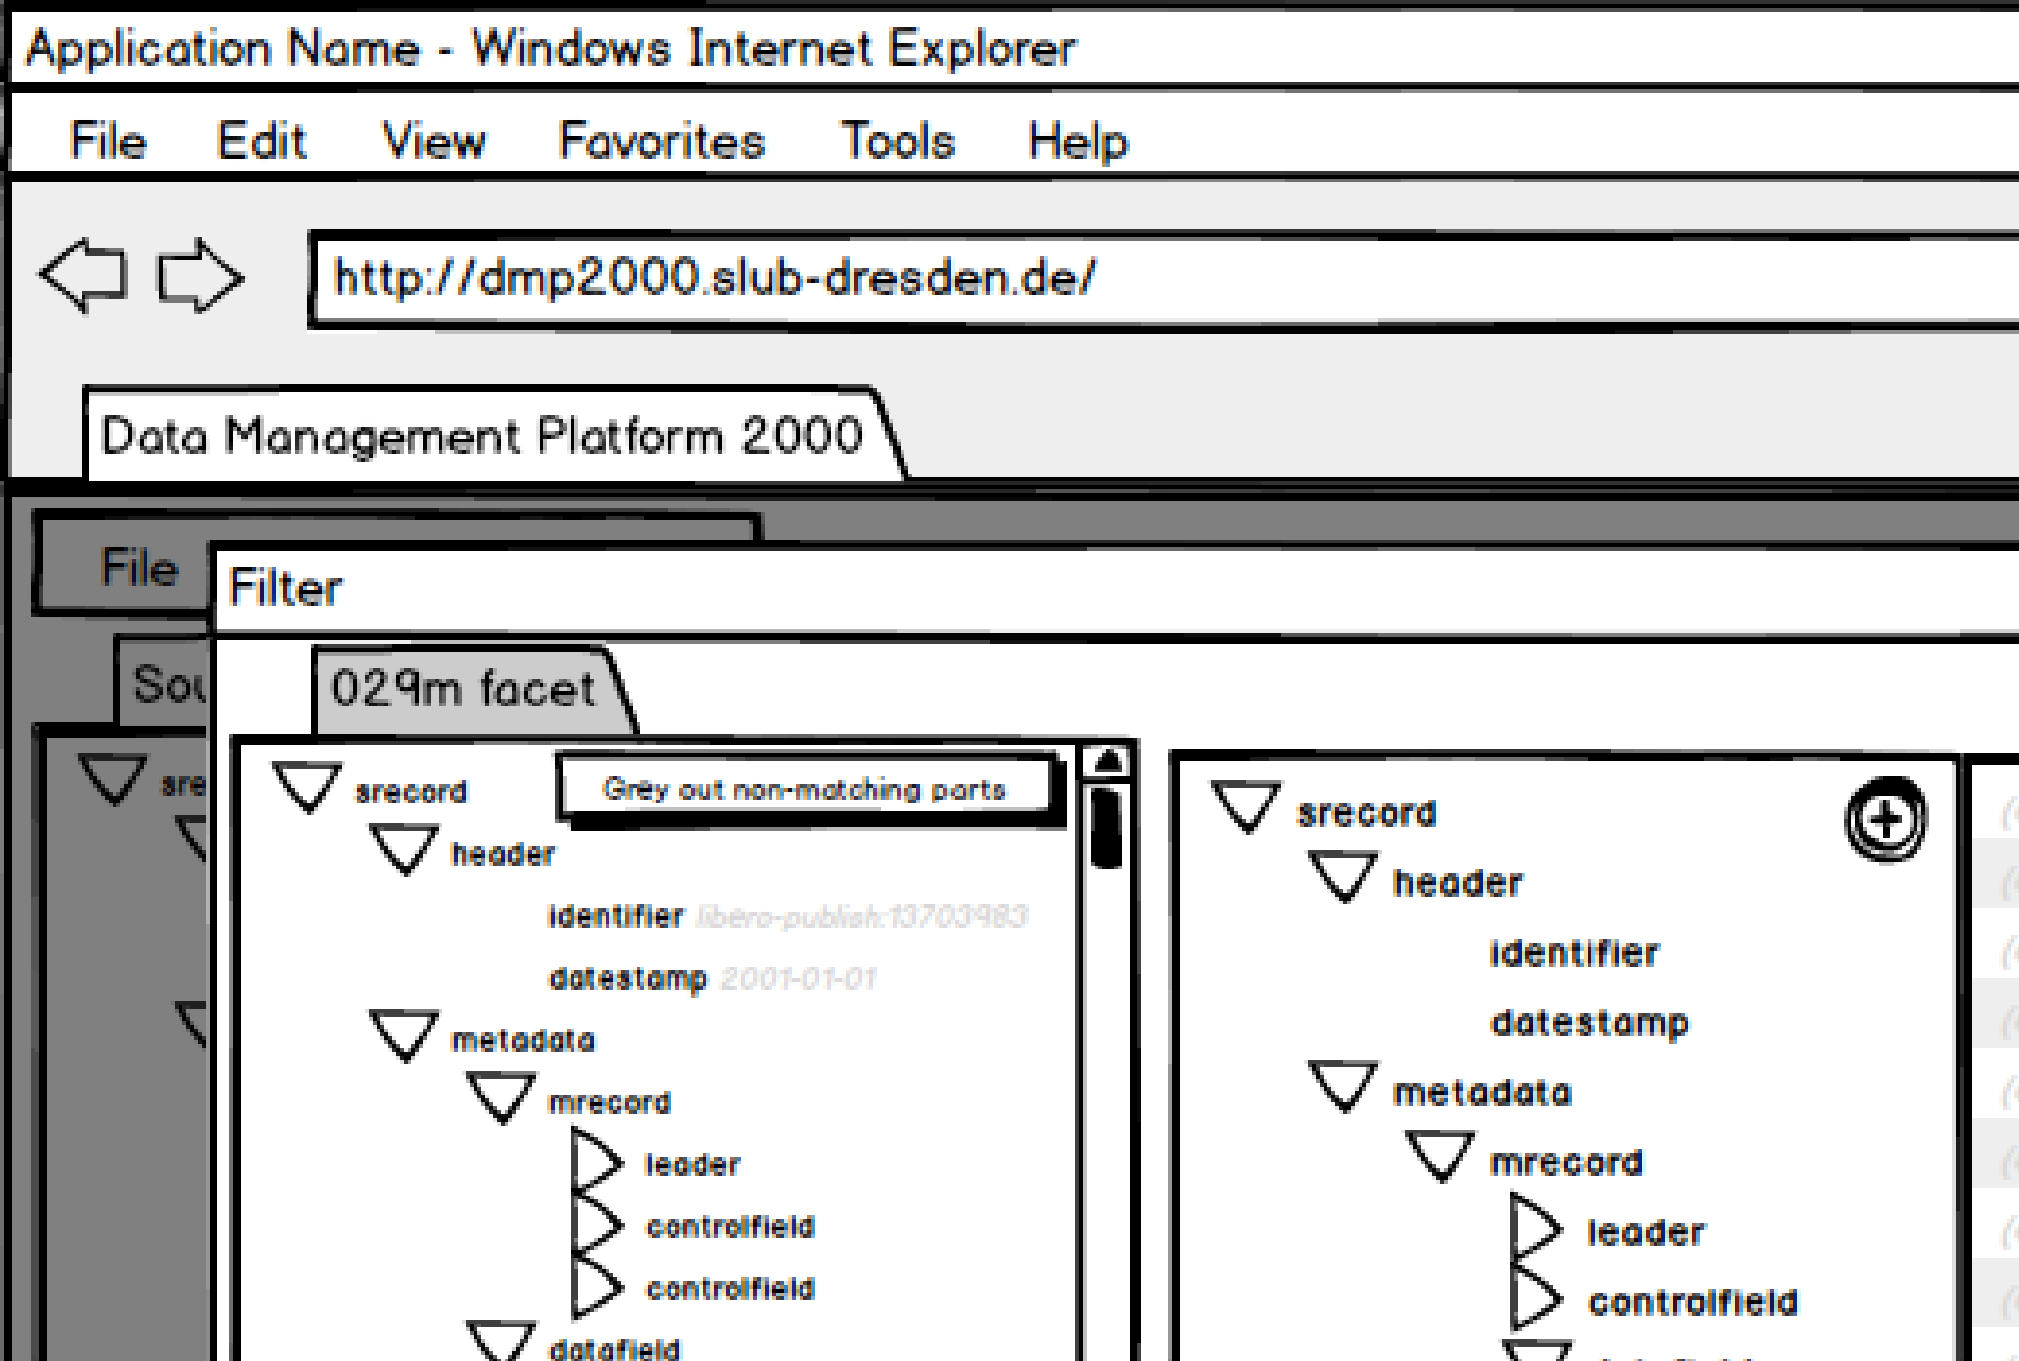 Application Name - Windows Internet Explorer
File Edit View Favorites Tools Help
http://dmp2000.slub-dresden.de/
Data Management Platform 2000
File
Filter
029m facet
srecord
Grey out non-matching parts
header
identifier libero-publish:13703983
datestamp 2001-01-01
metadata
mrecord
leader
controlfield
controlfield
datafield
srecord
header
identifier
datestamp
metadata
mrecord
leader
controlfield